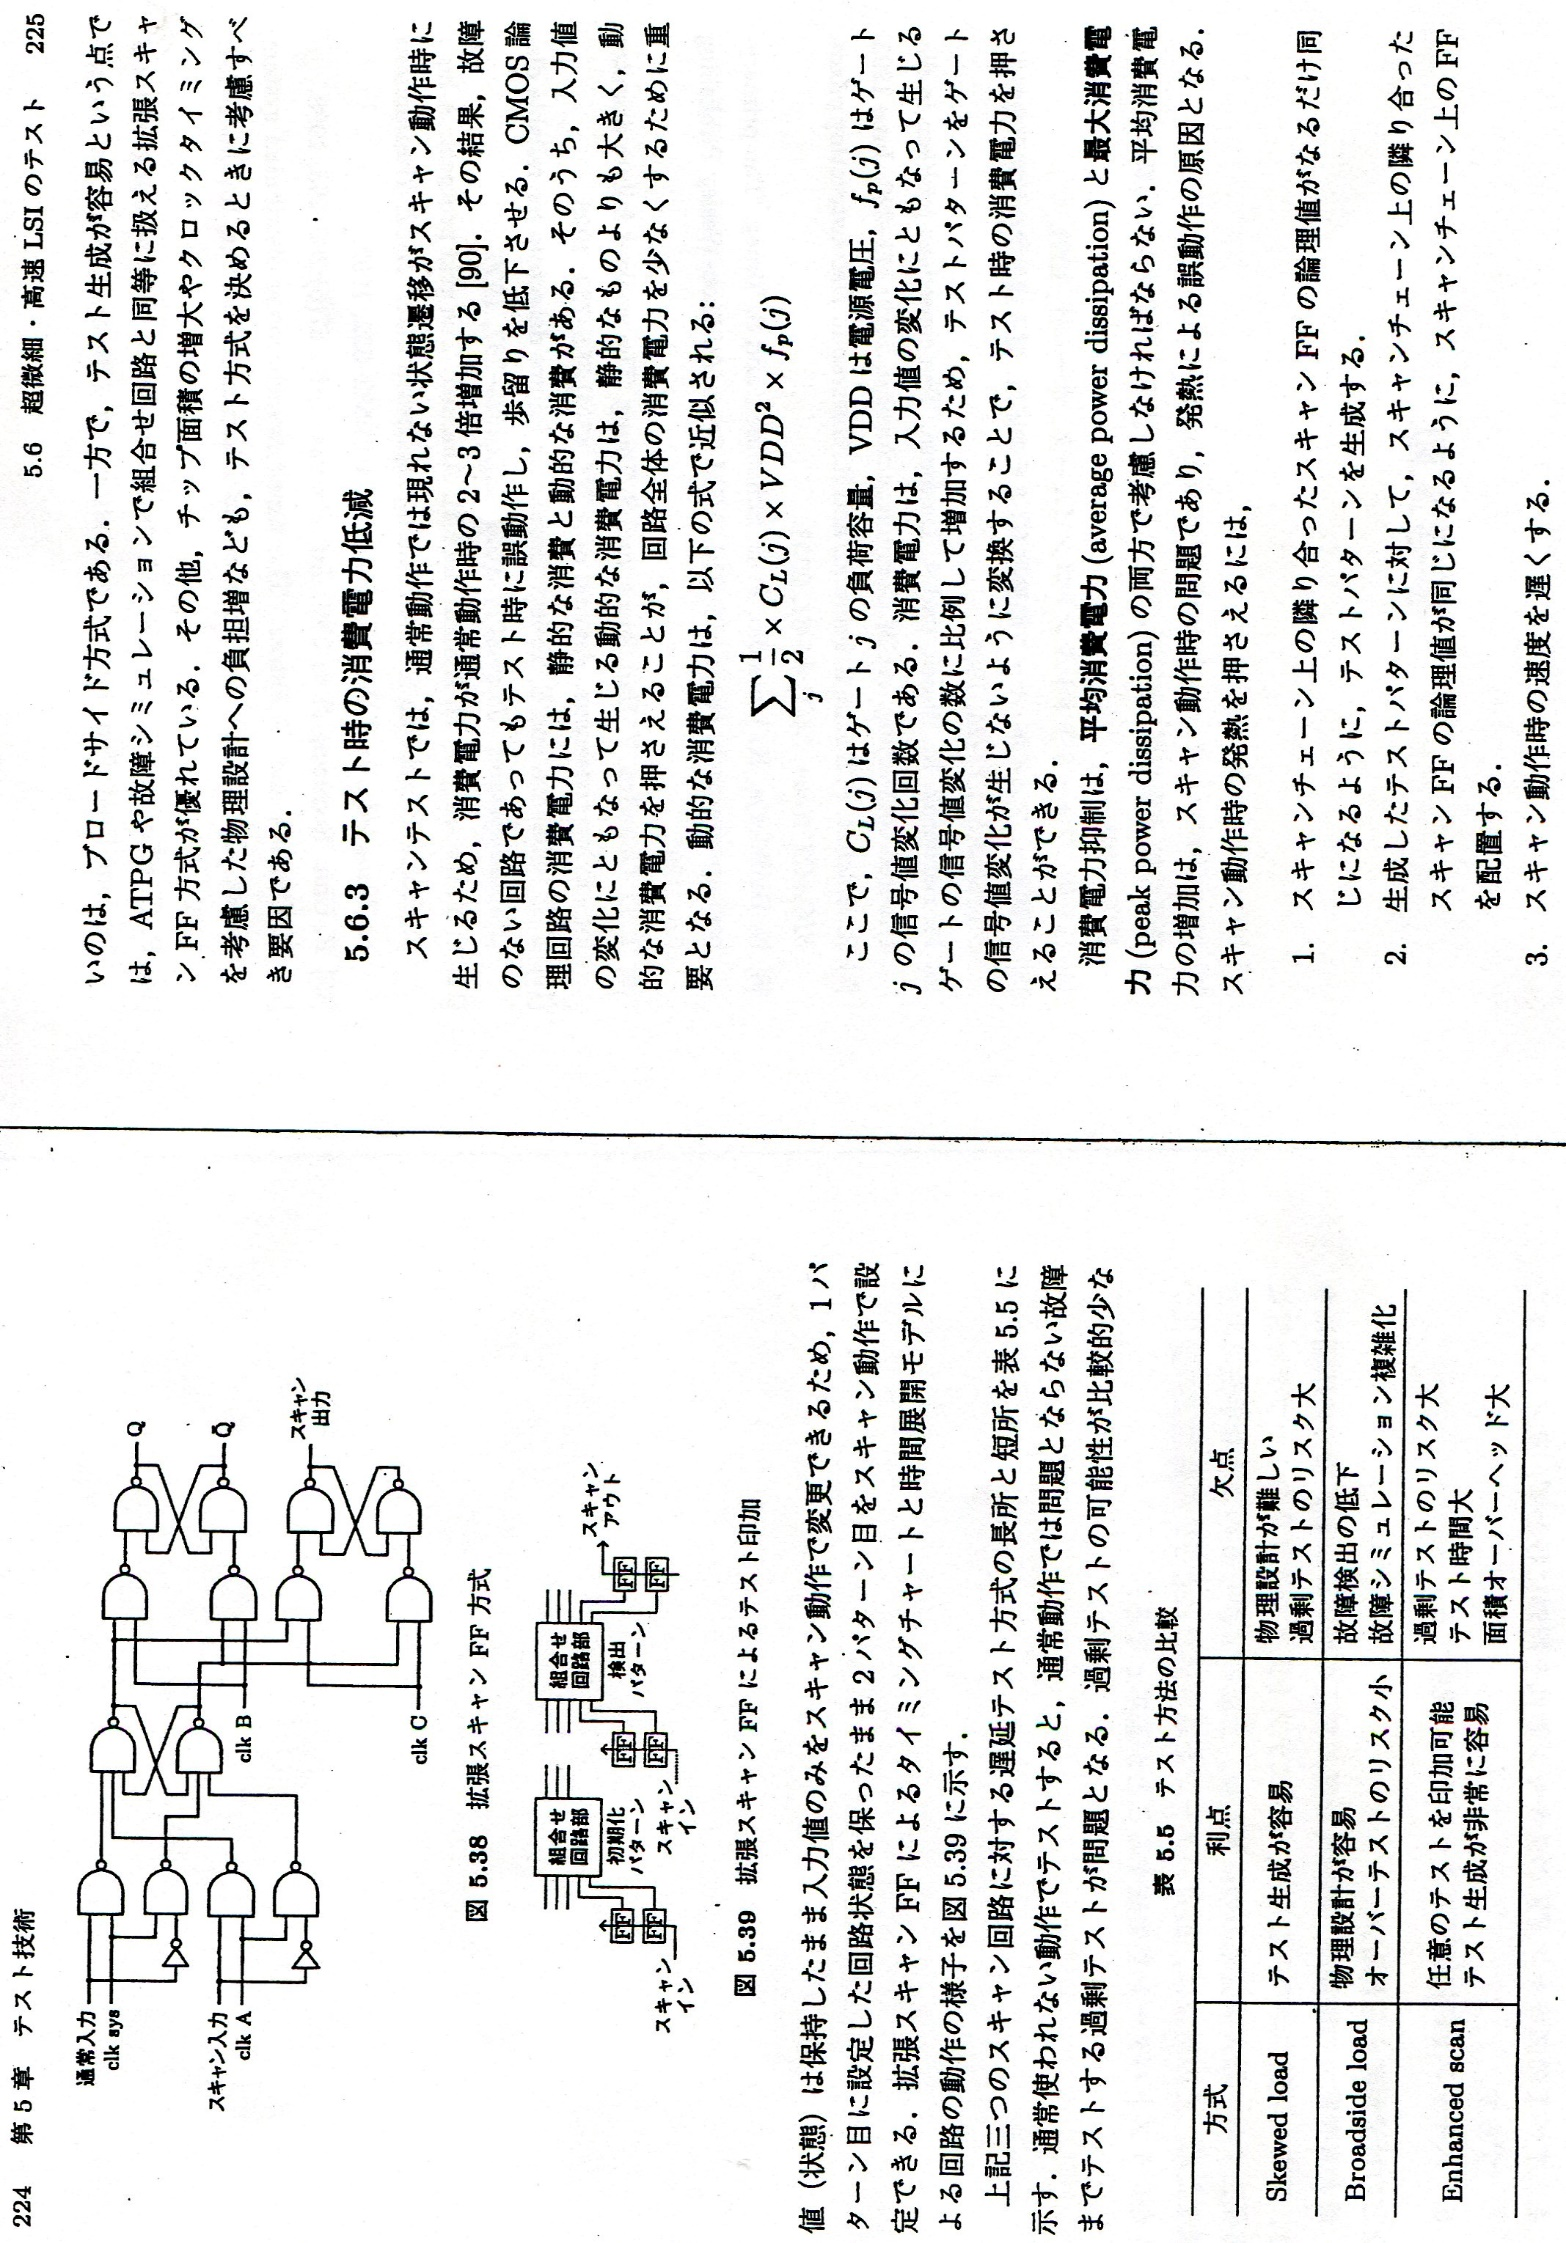 224　第5章　テスト技術
通常入力
clk sys
スキャン入力
clk A
clk B
clk C
Q
Q̄
スキャン
出力
図 5.38　拡張スキャン FF 方式
組合せ
回路部
初期化
パターン
FF
FF
スキャン
イン
組合せ
回路部
検出
パターン
FF
FF
スキャン
イン
FF
FF
スキャン
アウト
図 5.39　拡張スキャン FF によるテスト印加
値（状態）は保持したまま入力値のみをスキャン動作で変更できるため，1 パ
ターン目に設定した回路状態を保ったまま 2 パターン目をスキャン動作で設
定できる．拡張スキャン FF によるタイミングチャートと時間展開モデルに
よる回路の動作の様子を図 5.39 に示す．
上記三つのスキャン回路に対する遅延テスト方式の長所と短所を表 5.5 に
示す．通常使われない動作でテストすると，通常動作では問題とならない故障
までテストする過剰テストが問題となる．過剰テストの可能性が比較的少な
表 5.5　テスト方法の比較
方式　利点　欠点
Skewed load　テスト生成が容易　物理設計が難しい
過剰テストのリスク大
Broadside load　物理設計が容易　故障検出の低下
オーバーテストのリスク小　故障シミュレーション複雑化
Enhanced scan　任意のテストを印加可能　過剰テストのリスク大
テスト生成が非常に容易　テスト時間大
面積オーバーヘッド大
5.6　超微細・高速 LSI のテスト　225
いのは，ブロードサイド方式である．一方で，テスト生成が容易という点で
は，ATPG や故障シミュレーションで組合せ回路と同等に扱える拡張スキャ
ン FF 方式が優れている．その他，チップ面積の増大やクロックタイミング
を考慮した物理設計への負担増なども，テスト方式を決めるときに考慮すべ
き要因である．
5.6.3　テスト時の消費電力低減
スキャンテストでは，通常動作では現れない状態遷移がスキャン動作時に
生じるため，消費電力が通常動作時の 2～3 倍増加する [90]．その結果，故障
のない回路であってもテスト時に誤動作し，歩留りを低下させる．CMOS 論
理回路の消費電力には，静的な消費と動的な消費がある．そのうち，入力値
の変化にともなって生じる動的な消費電力は，静的なものよりも大きく，動
的な消費電力を押さえることが，回路全体の消費電力を少なくするために重
要となる．動的な消費電力は，以下の式で近似される：
∑_j 1/2 × C_L(j) × VDD² × f_p(j)
ここで，C_L(j) はゲート j の負荷容量，VDD は電源電圧，f_p(j) はゲート
j の信号値変化回数である．消費電力は，入力値の変化にともなって生じる
ゲートの信号値変化の数に比例して増加するため，テストパターンをゲート
の信号値変化が生じないように変換することで，テスト時の消費電力を押さ
えることができる．
消費電力抑制は，平均消費電力 (average power dissipation) と最大消費電
力 (peak power dissipation) の両方で考慮しなければならない．平均消費電
力の増加は，スキャン動作時の問題であり，発熱による誤動作の原因となる．
スキャン動作時の発熱を押さえるには，
1.　スキャンチェーン上の隣り合ったスキャン FF の論理値がなるだけ同
じになるように，テストパターンを生成する．
2.　生成したテストパターンに対して，スキャンチェーン上の隣り合った
スキャン FF の論理値が同じになるように，スキャンチェーン上の FF
を配置する．
3.　スキャン動作時の速度を遅くする．